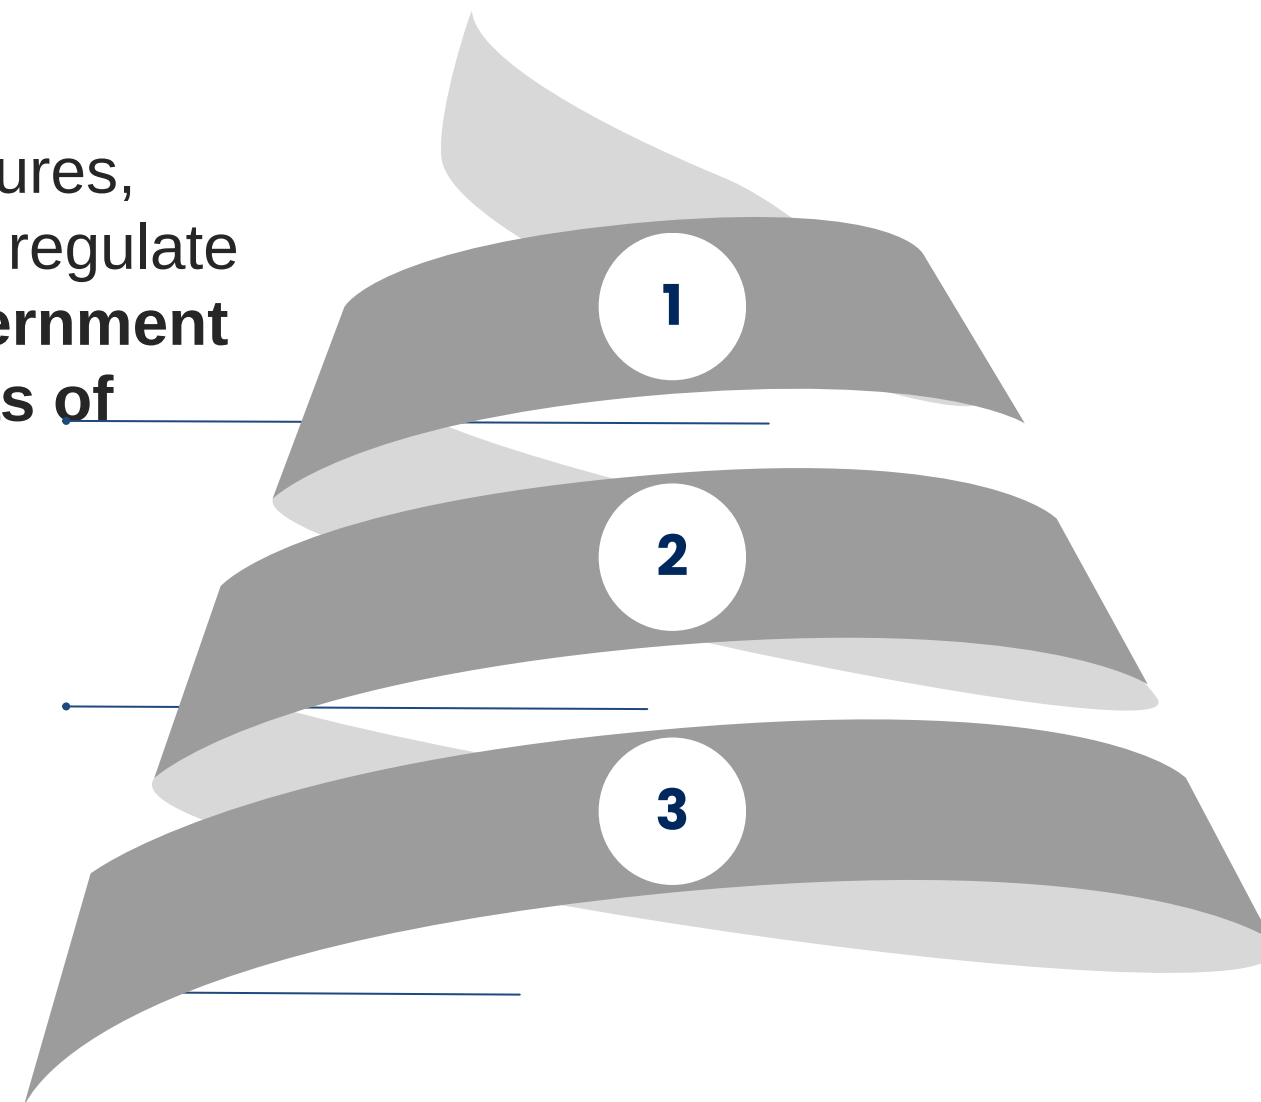 ures,
regulate
ernment
s of
1
2
3